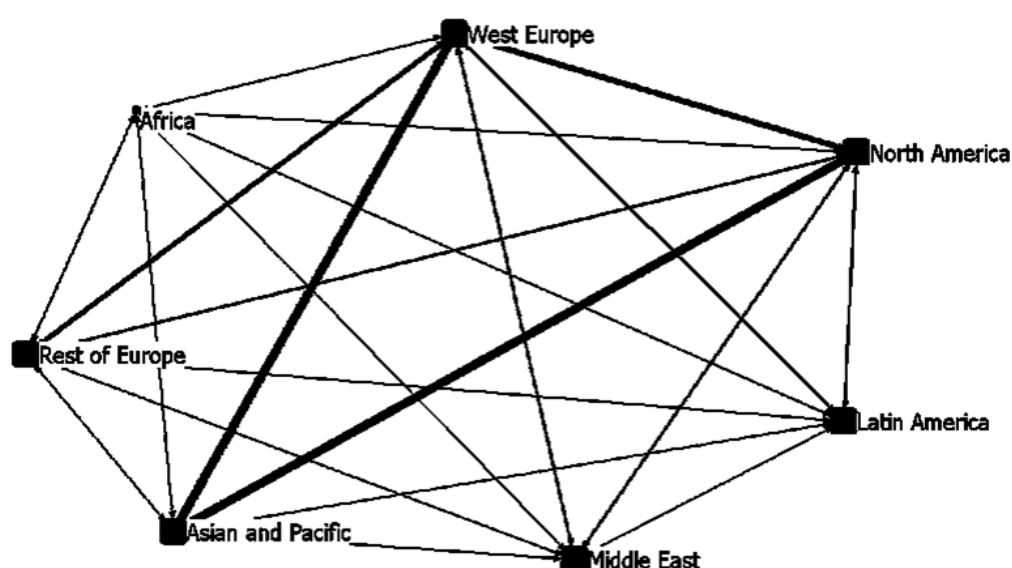 West Europe
Africa
North America
Rest of Europe
Latin America
Asian and Pacific
Middle East